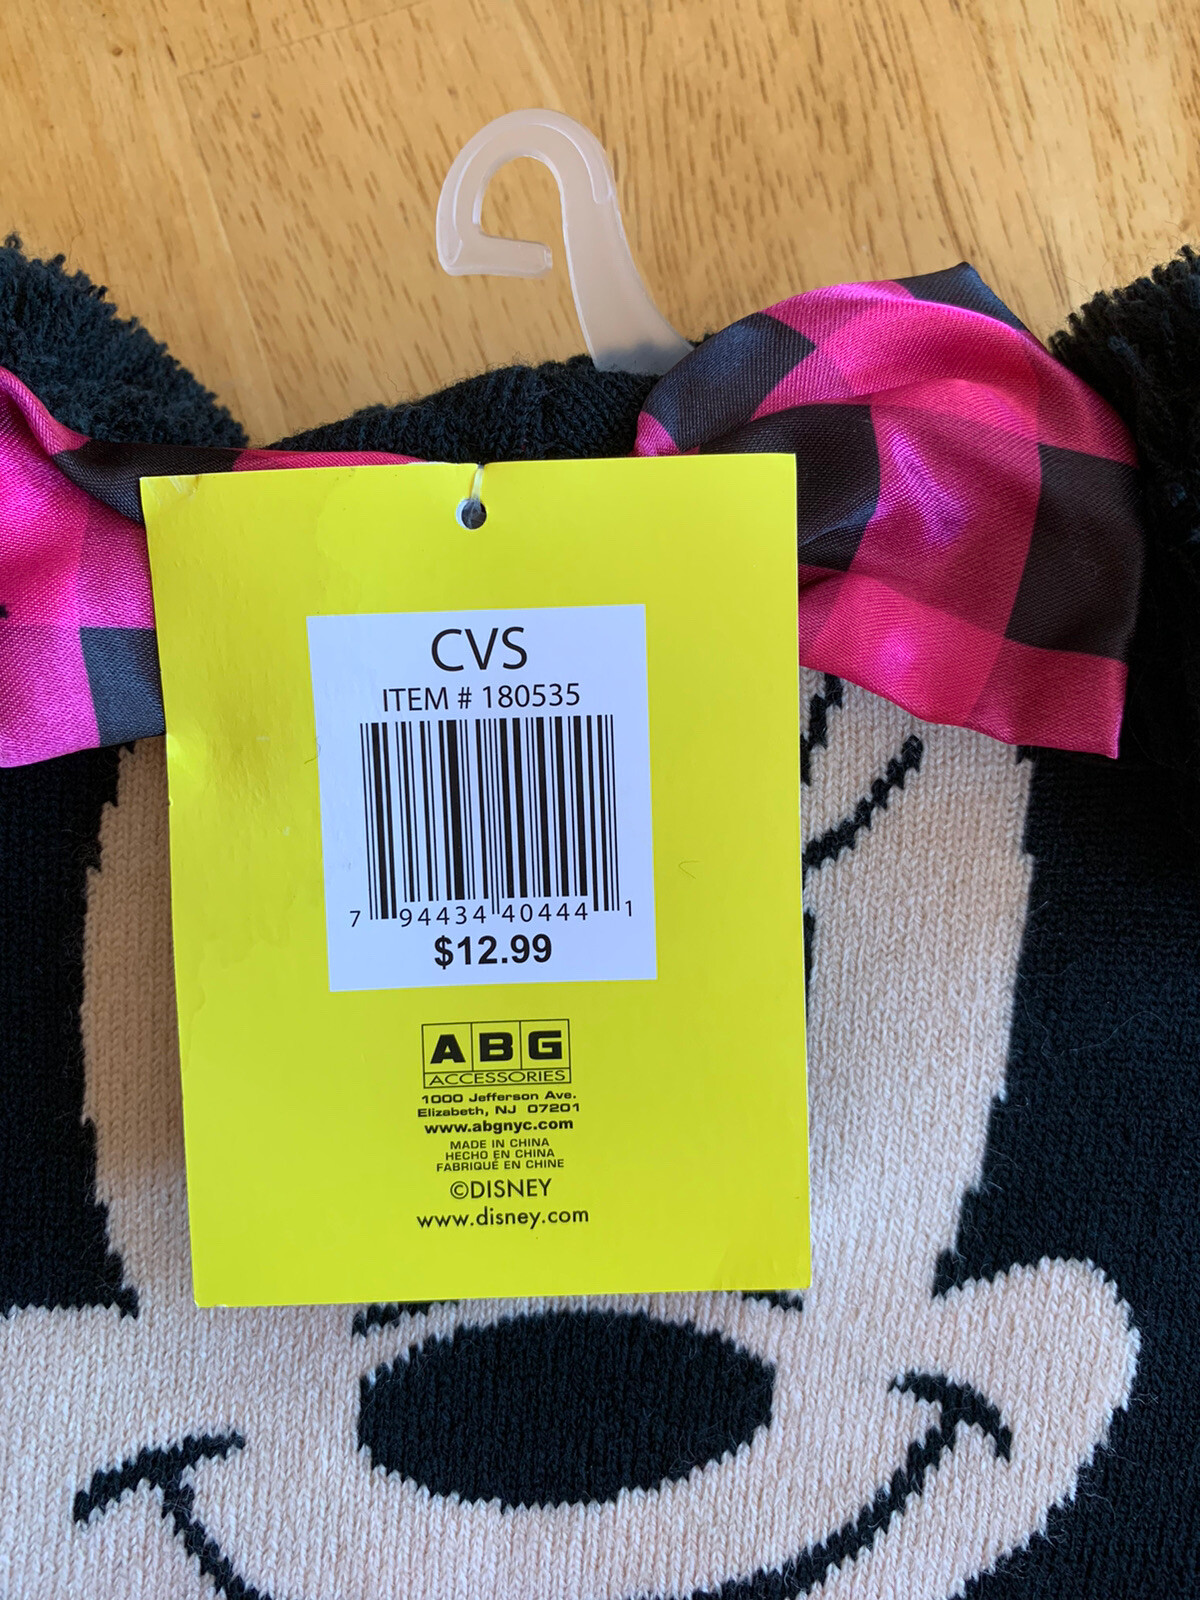 CVS
ITEM # 180535
7 94434 40444 1
$12.99
ABG
ACCESSORIES
1000 Jefferson Ave.
Elizabeth, NJ 07201
www.abgnyc.com
MADE IN CHINA
HECHO EN CHINA
FABRIQUÉ EN CHINE
©DISNEY
www.disney.com